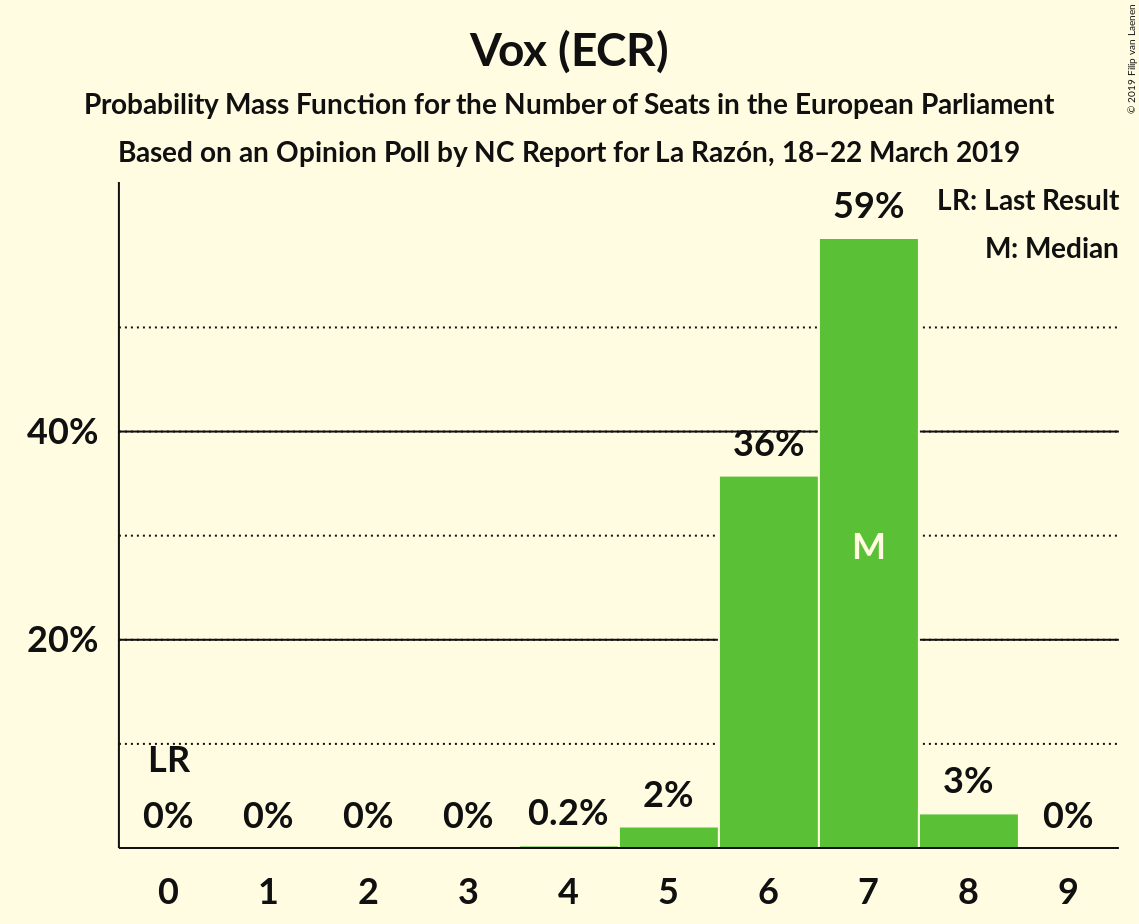 Vox (ECR)
Probability Mass Function for the Number of Seats in the European Parliament
Based on an Opinion Poll by NC Report for La Razón, 18–22 March 2019
© 2019 Filip van Laenen
LR: Last Result
M: Median
59%
40%
36%
M
20%
LR
0% 0% 0% 0% 0.2% 2% 3% 0%
0 1 2 3 4 5 6 7 8 9